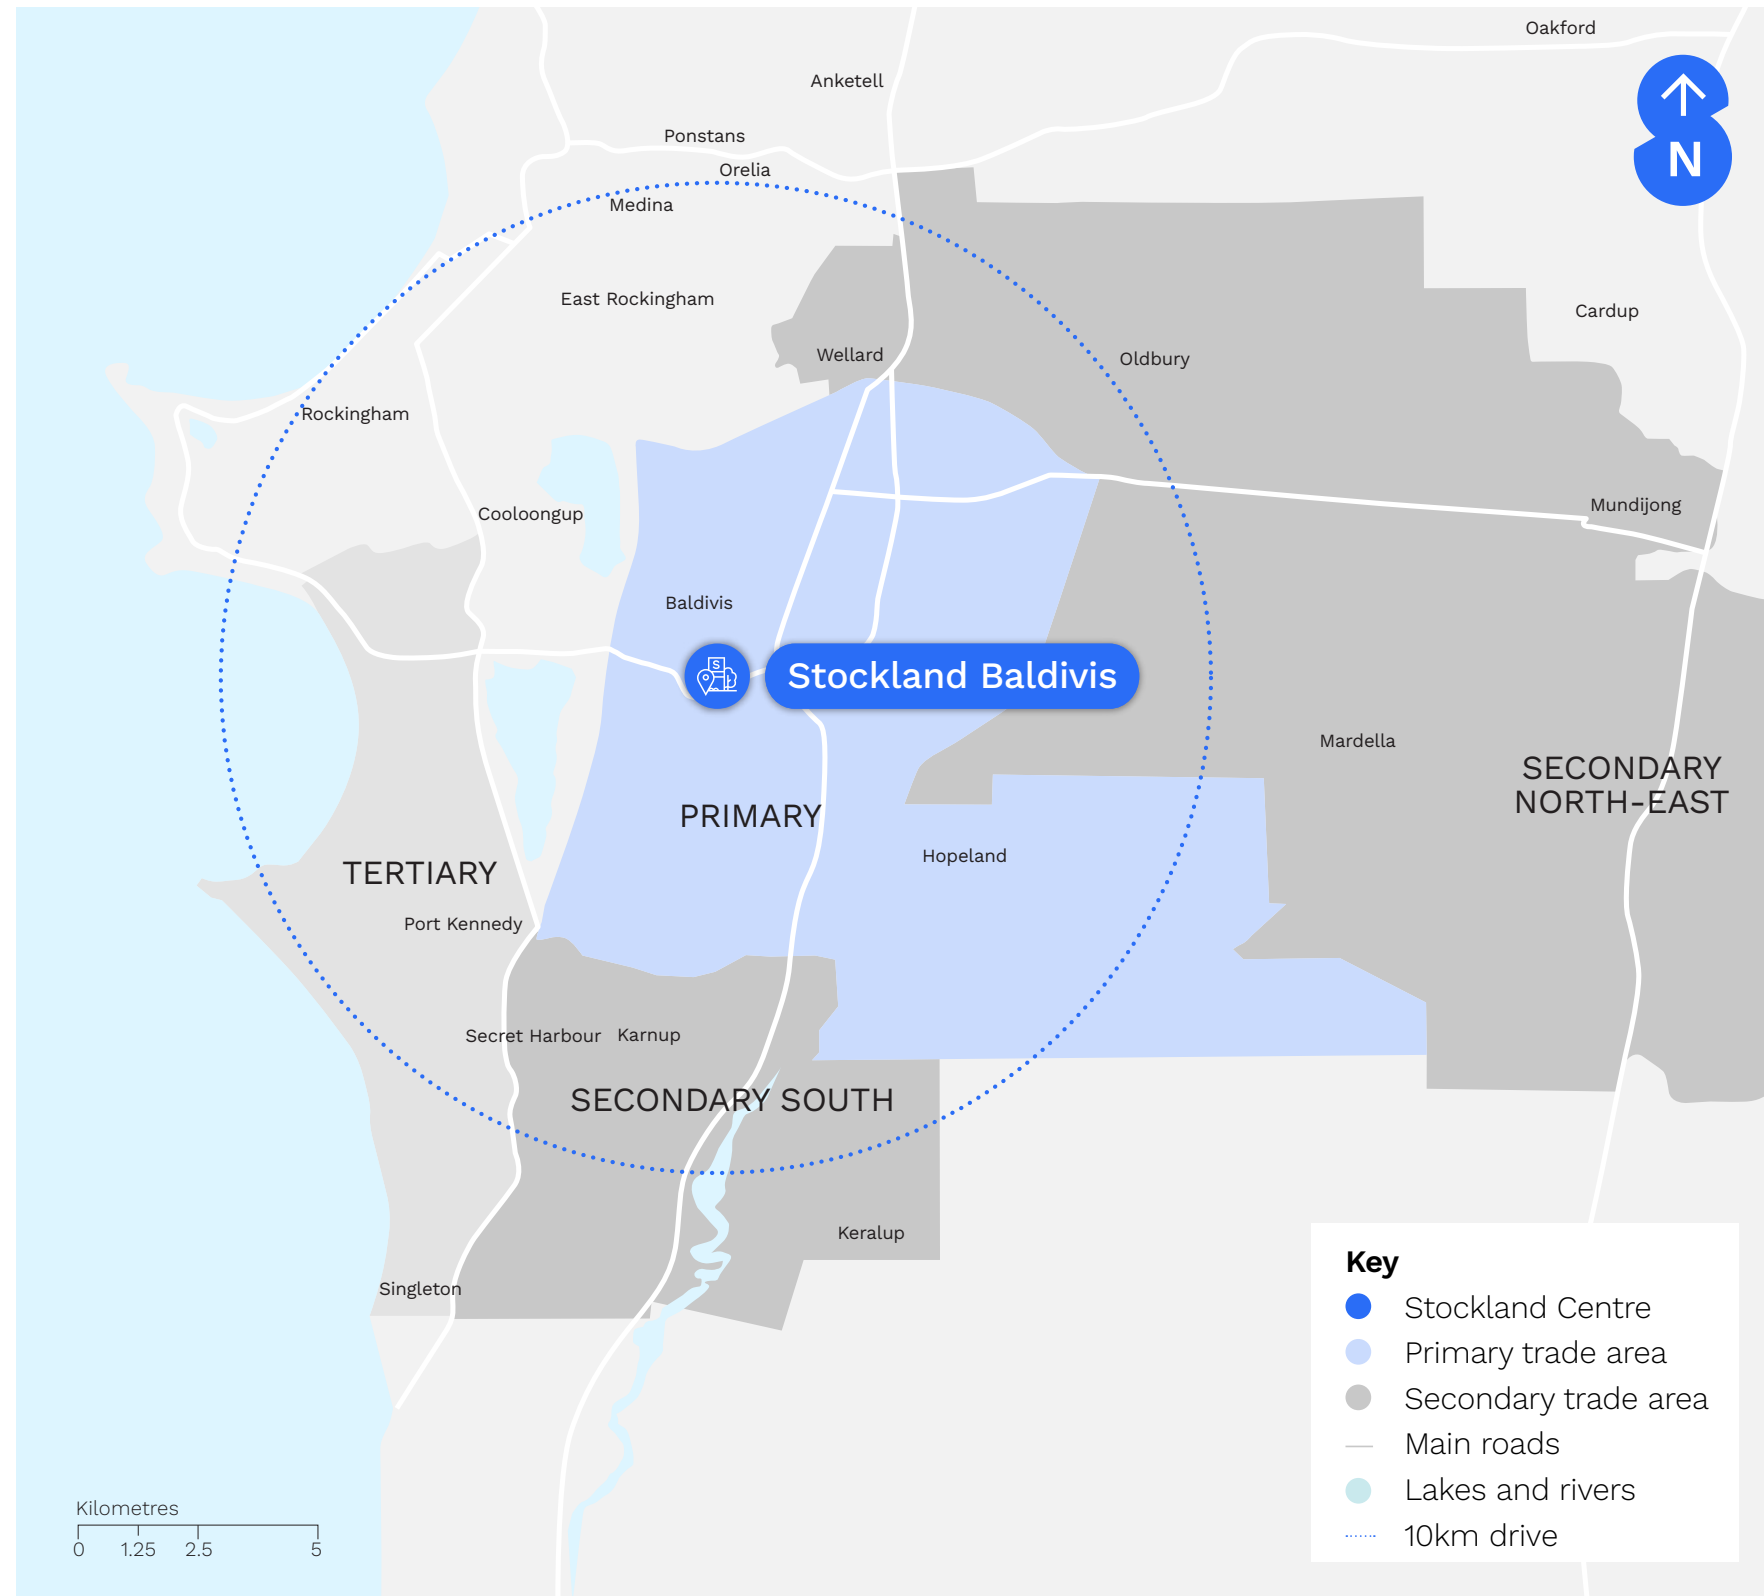 Oakford
Anketell
Ponstans
Orelia
Medina
N
East Rockingham
Cardup
Wellard
Oldbury
Rockingham
Mundijong
Cooloongup
Baldivis
S
Stockland Baldivis
Mardella
SECONDARY
NORTH-EAST
PRIMARY
Hopeland
TERTIARY
Port Kennedy
Secret Harbour
Karnup
SECONDARY SOUTH
Keralup
Singleton
Key
Stockland Centre
Primary trade area
Secondary trade area
Main roads
Lakes and rivers
10km drive
Kilometres
0 1.25 2.5 5